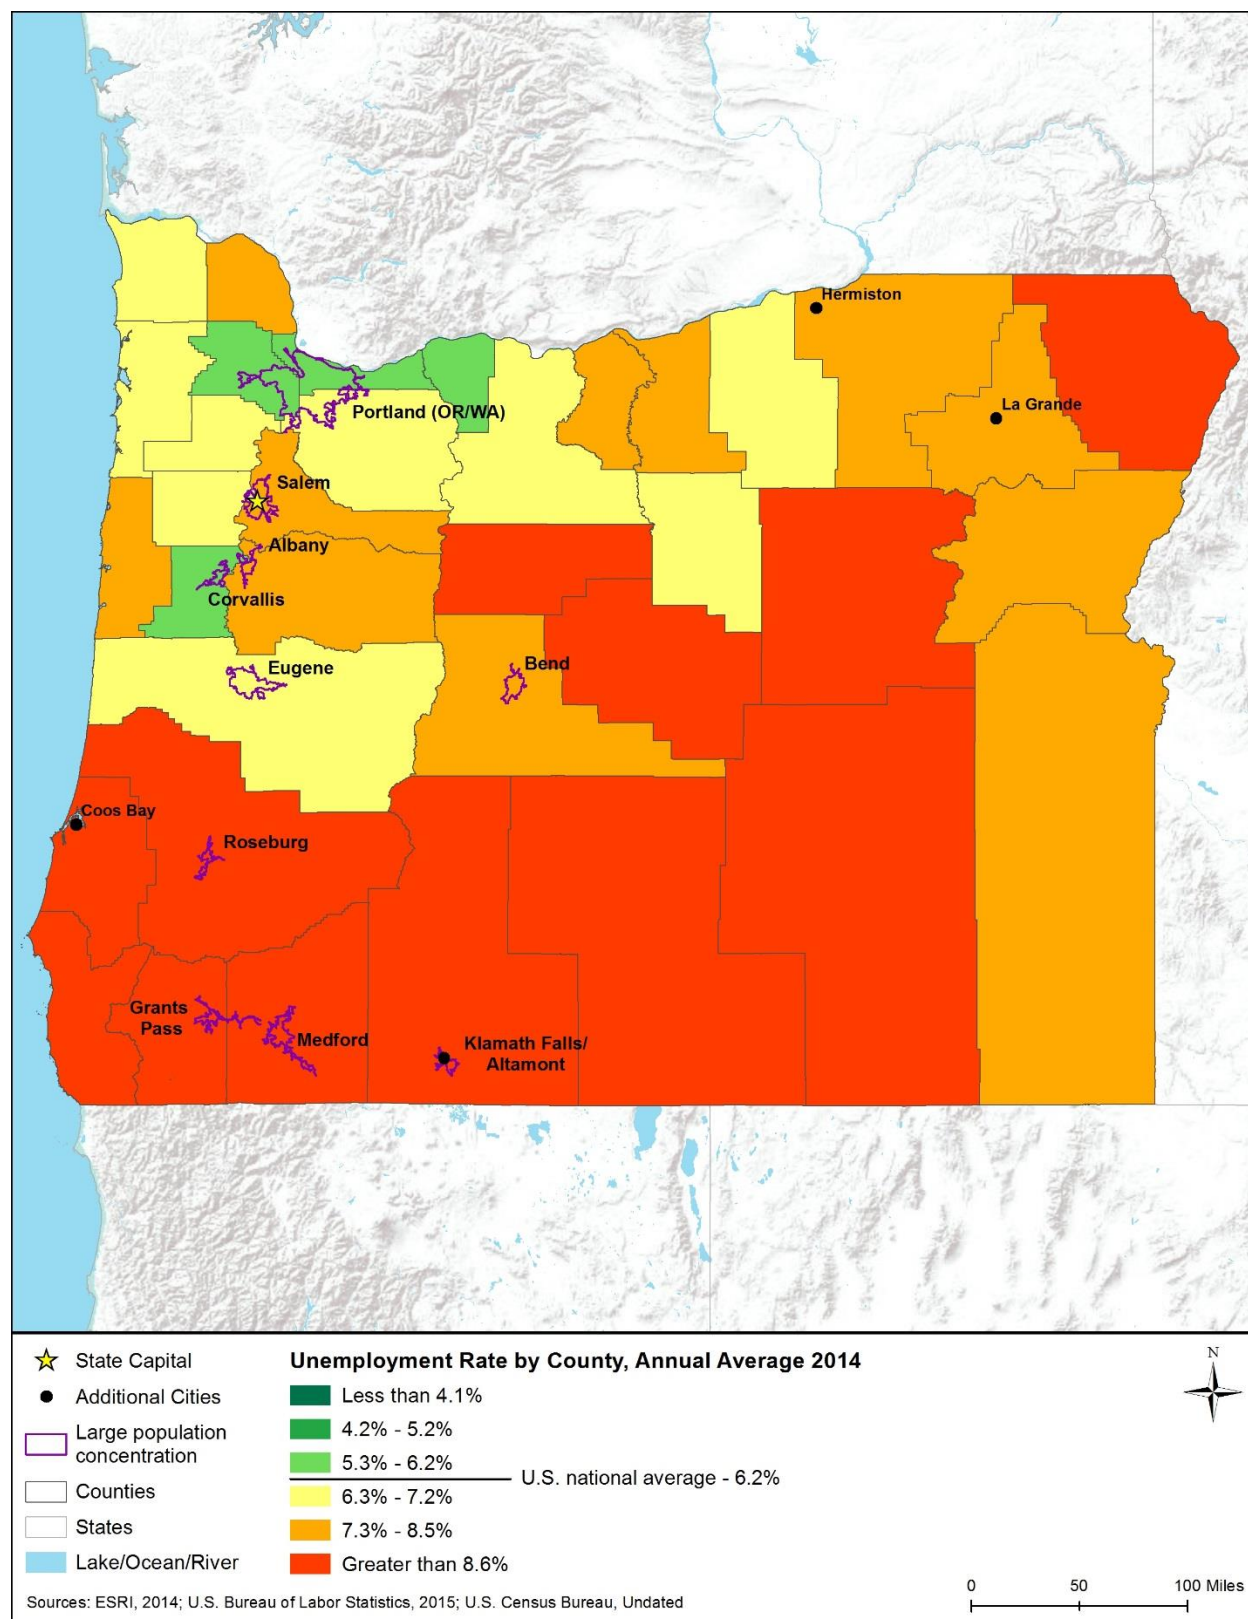 Hermiston
La Grande
Portland (OR/WA)
Salem
Albany
Corvallis
Eugene
Bend
Coos Bay
Roseburg
Grants
Pass
Medford
Klamath Falls/
Altamont
State Capital
Additional Cities
Large population
concentration
Counties
States
Lake/Ocean/River
Unemployment Rate by County, Annual Average 2014
Less than 4.1%
4.2% - 5.2%
5.3% - 6.2%
U.S. national average - 6.2%
6.3% - 7.2%
7.3% - 8.5%
Greater than 8.6%
N
0 50 100 Miles
Sources: ESRI, 2014; U.S. Bureau of Labor Statistics, 2015; U.S. Census Bureau, Undated